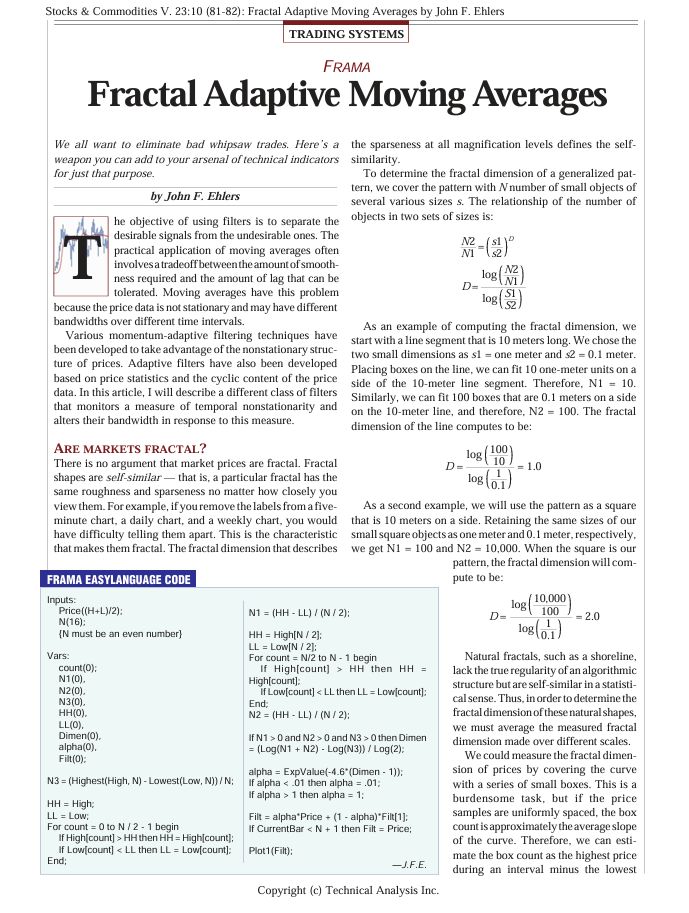 Stocks & Commodities V. 23:10 (81-82): Fractal Adaptive Moving Averages by John F. Ehlers
TRADING SYSTEMS
FRAMA
Fractal Adaptive Moving Averages
We all want to eliminate bad whipsaw trades. Here's a
weapon you can add to your arsenal of technical indicators
for just that purpose.
by John F. Ehlers
The objective of using filters is to separate the
desirable signals from the undesirable ones. The
practical application of moving averages often
involves a tradeoff between the amount of smooth-
ness required and the amount of lag that can be
tolerated. Moving averages have this problem
because the price data is not stationary and may have different
bandwidths over different time intervals.
Various momentum-adaptive filtering techniques have
been developed to take advantage of the nonstationary struc-
ture of prices. Adaptive filters have also been developed
based on price statistics and the cyclic content of the price
data. In this article, I will describe a different class of filters
that monitors a measure of temporal nonstationarity and
alters their bandwidth in response to this measure.
ARE MARKETS FRACTAL?
There is no argument that market prices are fractal. Fractal
shapes are self-similar — that is, a particular fractal has the
same roughness and sparseness no matter how closely you
view them. For example, if you remove the labels from a five-
minute chart, a daily chart, and a weekly chart, you would
have difficulty telling them apart. This is the characteristic
that makes them fractal. The fractal dimension that describes
the sparseness at all magnification levels defines the self-
similarity.
To determine the fractal dimension of a generalized pat-
tern, we cover the pattern with N number of small objects of
several various sizes s. The relationship of the number of
objects in two sets of sizes is:
N2/N1 = (s1/s2)^D
D = log(N2/N1) / log(S1/S2)
As an example of computing the fractal dimension, we
start with a line segment that is 10 meters long. We chose the
two small dimensions as s1 = one meter and s2 = 0.1 meter.
Placing boxes on the line, we can fit 10 one-meter units on a
side of the 10-meter line segment. Therefore, N1 = 10.
Similarly, we can fit 100 boxes that are 0.1 meters on a side
on the 10-meter line, and therefore, N2 = 100. The fractal
dimension of the line computes to be:
D = log(100/10) / log(1/0.1) = 1.0
As a second example, we will use the pattern as a square
that is 10 meters on a side. Retaining the same sizes of our
small square objects as one meter and 0.1 meter, respectively,
we get N1 = 100 and N2 = 10,000. When the square is our
pattern, the fractal dimension will com-
pute to be:
D = log(10,000/100) / log(1/0.1) = 2.0
Natural fractals, such as a shoreline,
lack the true regularity of an algorithmic
structure but are self-similar in a statisti-
cal sense. Thus, in order to determine the
fractal dimension of these natural shapes,
we must average the measured fractal
dimension made over different scales.
We could measure the fractal dimen-
sion of prices by covering the curve
with a series of small boxes. This is a
burdensome task, but if the price
samples are uniformly spaced, the box
count is approximately the average slope
of the curve. Therefore, we can esti-
mate the box count as the highest price
during an interval minus the lowest
FRAMA EASYLANGUAGE CODE
Inputs:
Price((H+L)/2);
N(16);
{N must be an even number}
Vars:
count(0);
N1(0),
N2(0),
N3(0),
HH(0),
LL(0),
Dimen(0),
alpha(0),
Filt(0);
N3 = (Highest(High, N) - Lowest(Low, N)) / N;
HH = High;
LL = Low;
For count = 0 to N / 2 - 1 begin
If High[count] > HH then HH = High[count];
If Low[count] < LL then LL = Low[count];
End;
N1 = (HH - LL) / (N / 2);
HH = High[N / 2];
LL = Low[N / 2];
For count = N/2 to N - 1 begin
If High[count] > HH then HH =
High[count];
If Low[count] < LL then LL = Low[count];
End;
N2 = (HH - LL) / (N / 2);
If N1 > 0 and N2 > 0 and N3 > 0 then Dimen
= (Log(N1 + N2) - Log(N3)) / Log(2);
alpha = ExpValue(-4.6*(Dimen - 1));
If alpha < .01 then alpha = .01;
If alpha > 1 then alpha = 1;
Filt = alpha*Price + (1 - alpha)*Filt[1];
If CurrentBar < N + 1 then Filt = Price;
Plot1(Filt);
—J.F.E.
Copyright (c) Technical Analysis Inc.